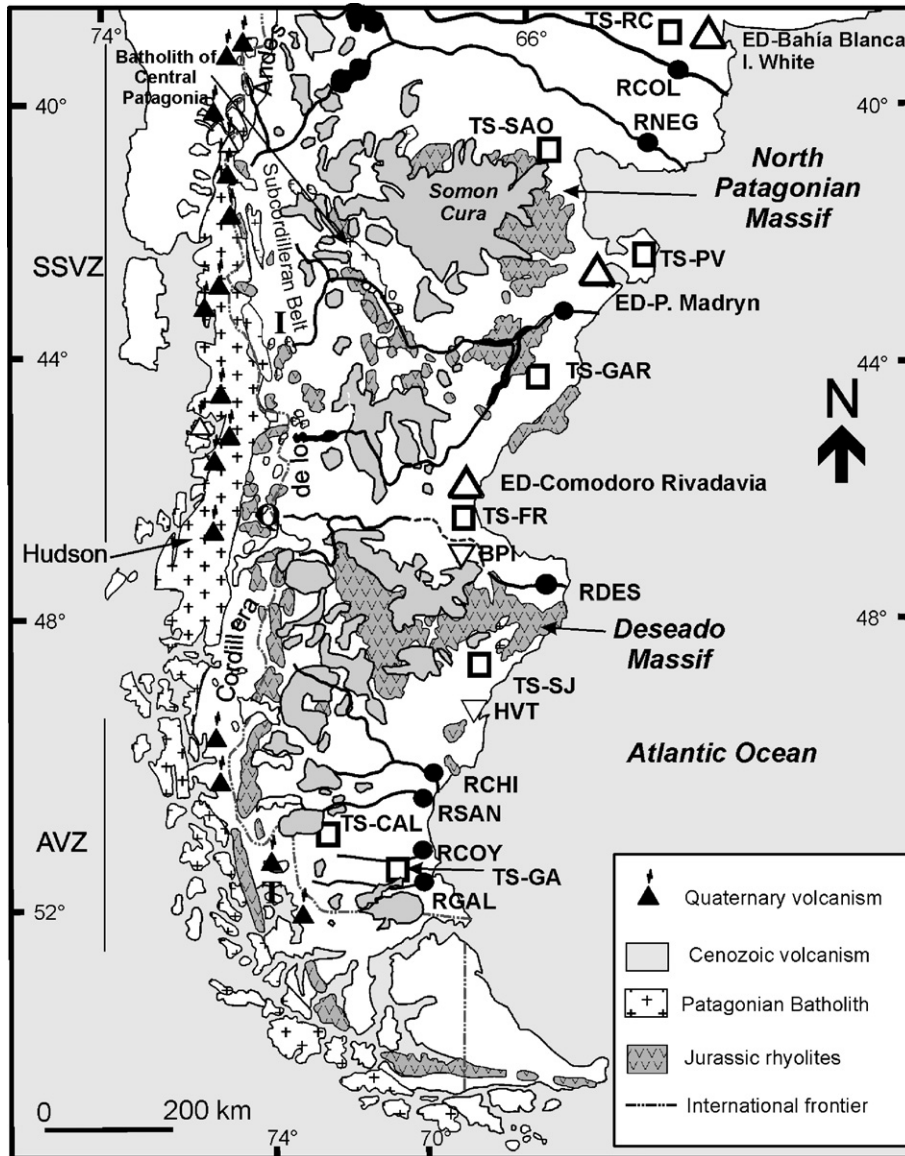 74°
66°
TS-RC
ED-Bahía Blanca
I. White
Batholith of
Central
Patagonia
Andes
RCOL
40°
40°
RNEG
TS-SAO
North
Patagonian
Massif
Somon
Cura
Subcordilleran Belt
SSVZ
TS-PV
ED-P. Madryn
I
44°
44°
TS-GAR
N
de los
ED-Comodoro Rivadavia
Q
TS-FR
Hudson
BPI
RDES
48°
48°
Deseado
Massif
Cordillera
TS-SJ
HVT
Atlantic Ocean
RCHI
RSAN
TS-CAL
AVZ
RCOY
TS-GA
T
RGAL
52°
Quaternary volcanism
Cenozoic volcanism
Patagonian Batholith
Jurassic rhyolites
International frontier
0
200 km
74°
70°